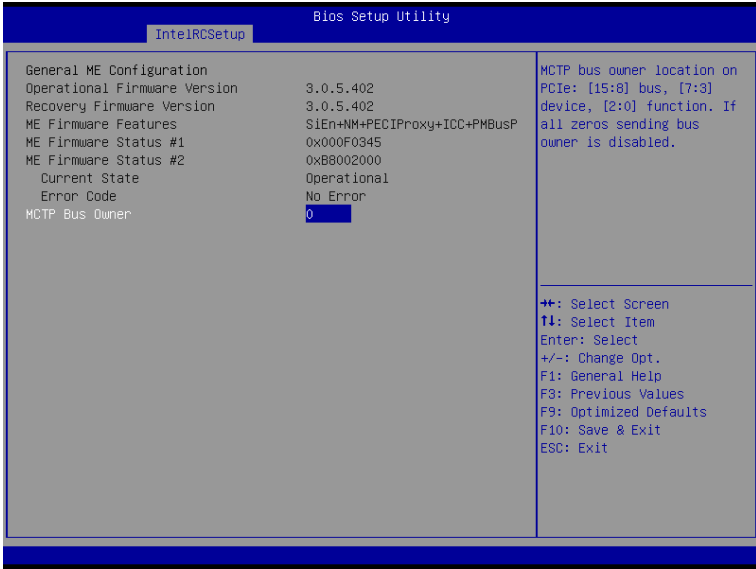 Bios Setup Utility
IntelRCSetup
General ME Configuration
Operational Firmware Version 3.0.5.402
Recovery Firmware Version 3.0.5.402
ME Firmware Features SiEn+NM+PECIProxy+ICC+PMBusP
ME Firmware Status #1 0x000F0345
ME Firmware Status #2 0xB8002000
Current State Operational
Error Code No Error
MCTP Bus Owner 0
MCTP bus owner location on
PCIe: [15:8] bus, [7:3]
device, [2:0] function. If
all zeros sending bus
owner is disabled.
→←: Select Screen
↑↓: Select Item
Enter: Select
+/-: Change Opt.
F1: General Help
F3: Previous Values
F9: Optimized Defaults
F10: Save & Exit
ESC: Exit